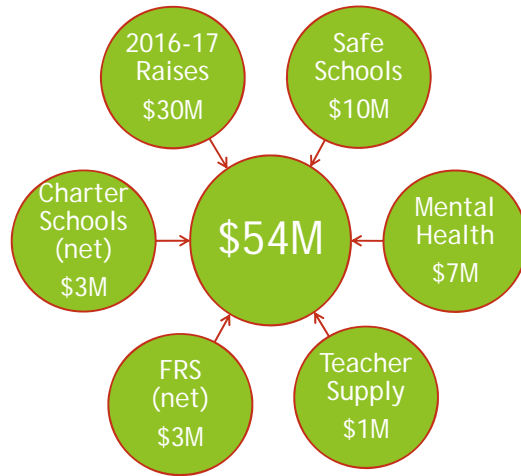 2016-17
Raises
$30M
Safe
Schools
$10M
Charter
Schools
(net)
$3M
$54M
Mental
Health
$7M
FRS
(net)
$3M
Teacher
Supply
$1M